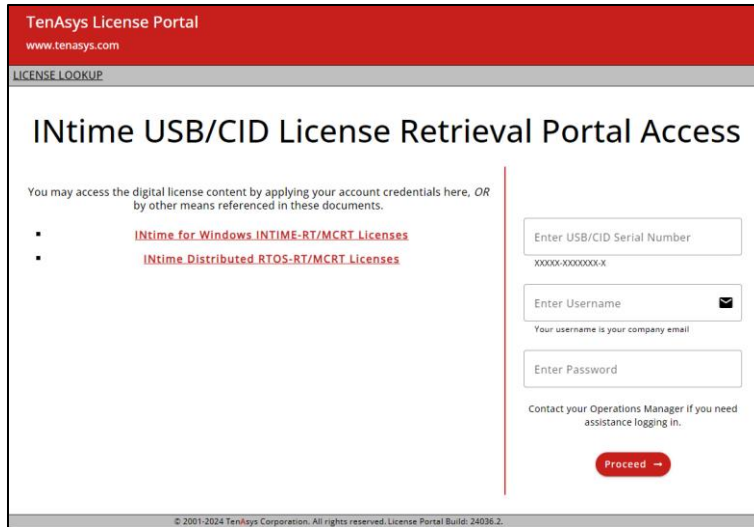 TenAsys License Portal
www.tenasys.com
LICENSE LOOKUP
INtime USB/CID License Retrieval Portal Access
You may access the digital license content by applying your account credentials here, OR
by other means referenced in these documents.
▪ INtime for Windows INTIME-RT/MCRT Licenses
▪ INtime Distributed RTOS-RT/MCRT Licenses
Enter USB/CID Serial Number
XXXXX-XXXXXXX-X
Enter Username
Your username is your company email
Enter Password
Contact your Operations Manager if you need
assistance logging in.
Proceed →
© 2001-2024 TenAsys Corporation. All rights reserved. License Portal Build: 24036.2.